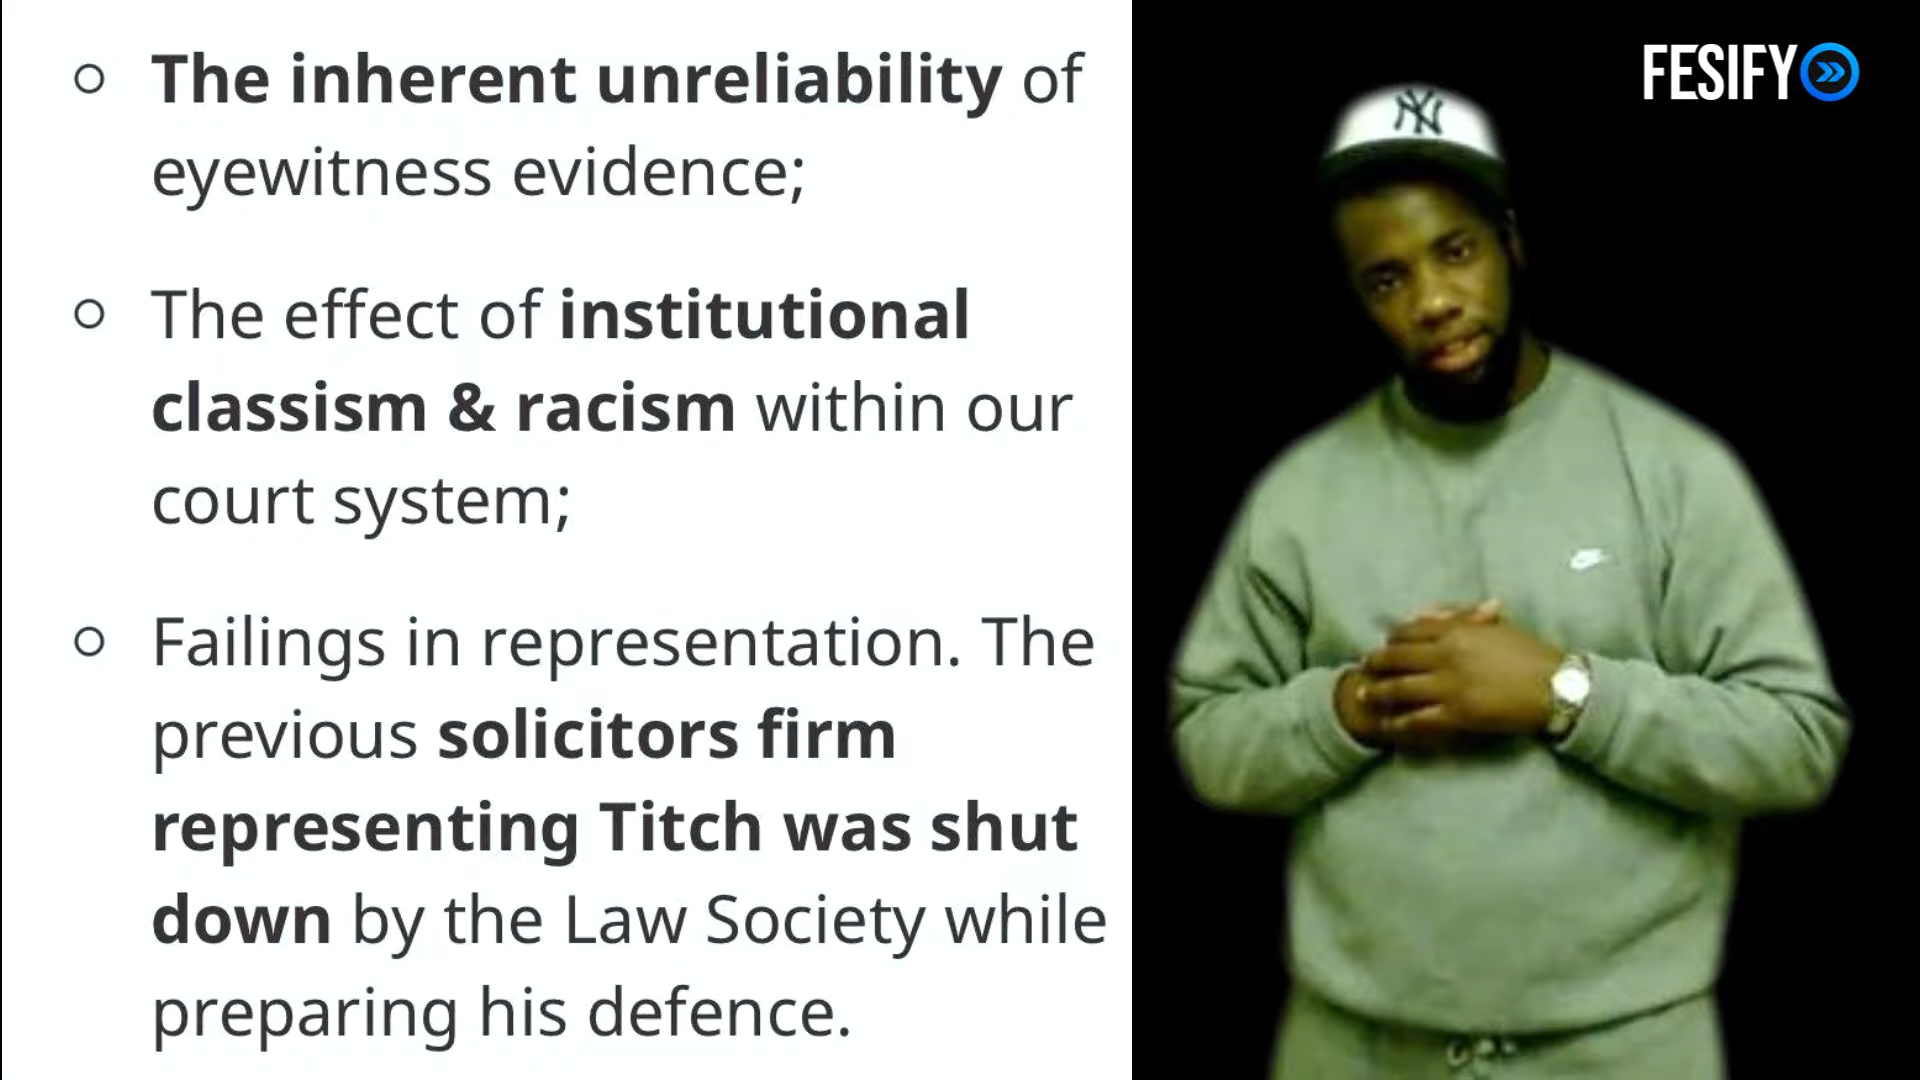 The inherent unreliability of
eyewitness evidence;
The effect of institutional
classism & racism within our
court system;
Failings in representation. The
previous solicitors firm
representing Titch was shut
down by the Law Society while
preparing his defence.
FESIFY
NY